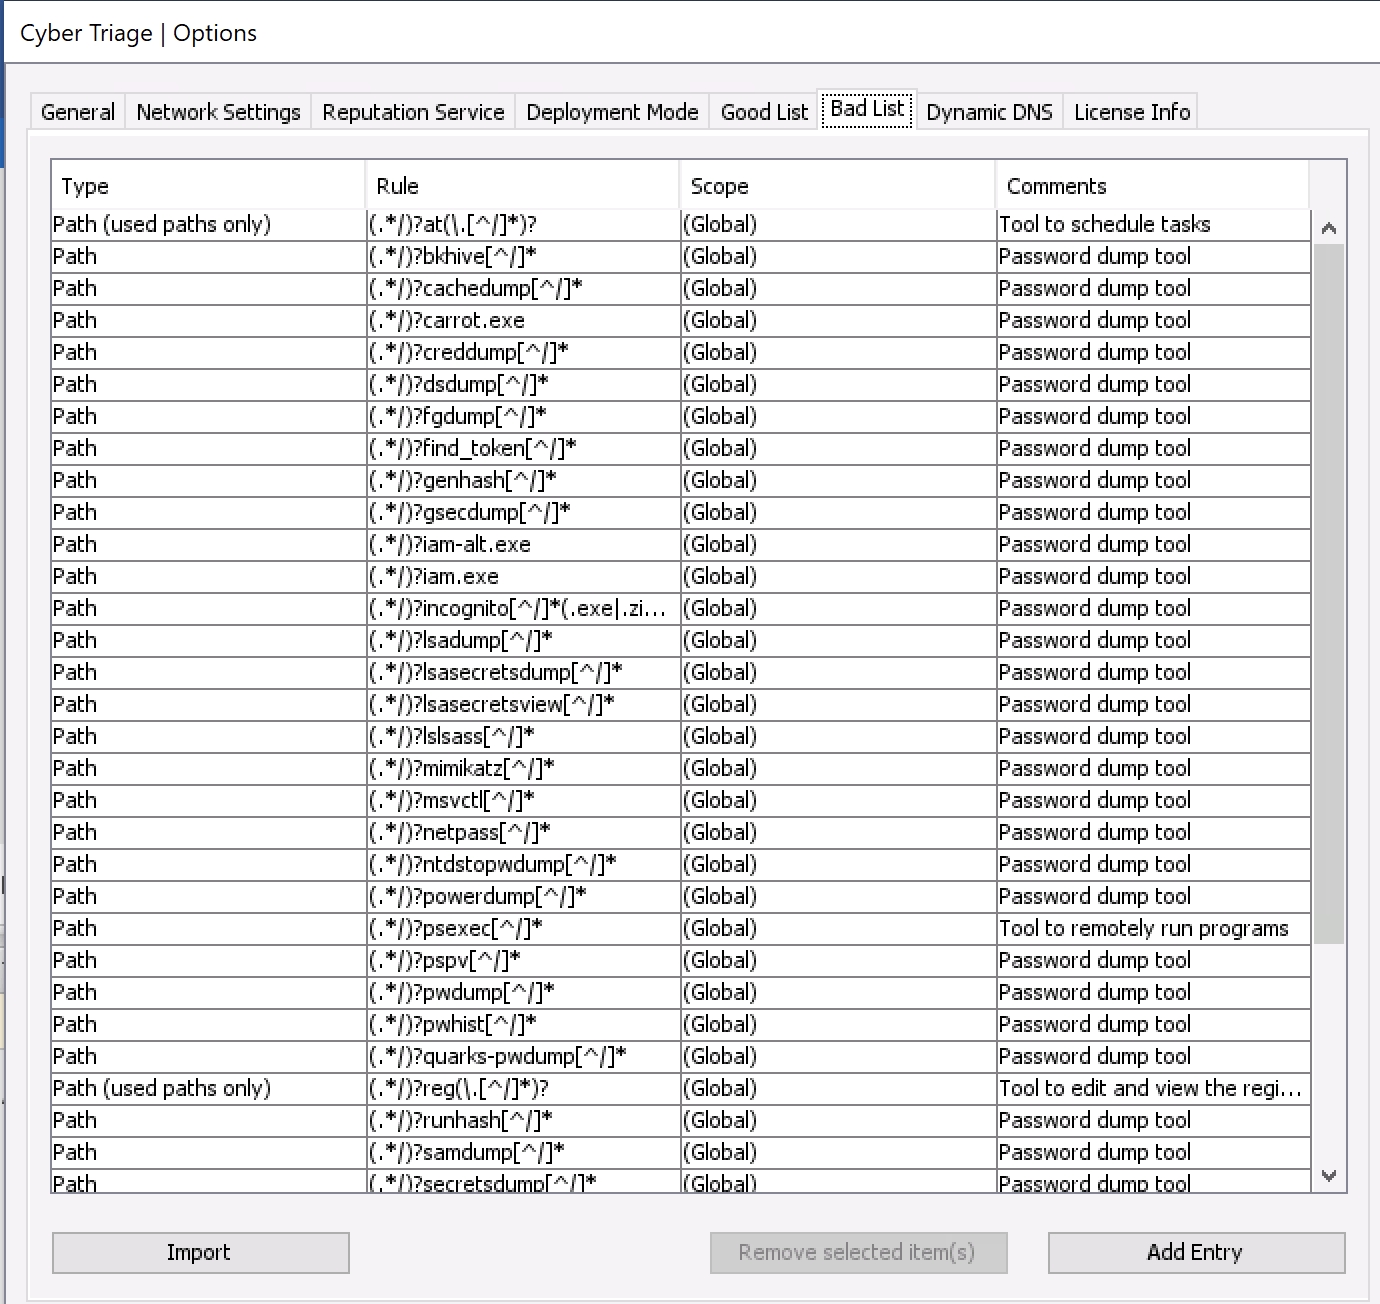 Cyber Triage | Options
General Network Settings Reputation Service Deployment Mode Good List Bad List Dynamic DNS License Info
Type Rule Scope Comments
Path (used paths only) (.*/)?at(\.[^/]*)? (Global) Tool to schedule tasks
Path (.*/)?bkhive[^/]* (Global) Password dump tool
Path (.*/)?cachedump[^/]* (Global) Password dump tool
Path (.*/)?carrot.exe (Global) Password dump tool
Path (.*/)?creddump[^/]* (Global) Password dump tool
Path (.*/)?dsdump[^/]* (Global) Password dump tool
Path (.*/)?fgdump[^/]* (Global) Password dump tool
Path (.*/)?find_token[^/]* (Global) Password dump tool
Path (.*/)?genhash[^/]* (Global) Password dump tool
Path (.*/)?gsecdump[^/]* (Global) Password dump tool
Path (.*/)?iam-alt.exe (Global) Password dump tool
Path (.*/)?iam.exe (Global) Password dump tool
Path (.*/)?incognito[^/]*(.exe|.zi... (Global) Password dump tool
Path (.*/)?lsadump[^/]* (Global) Password dump tool
Path (.*/)?lsasecretsdump[^/]* (Global) Password dump tool
Path (.*/)?lsasecretsview[^/]* (Global) Password dump tool
Path (.*/)?lslsass[^/]* (Global) Password dump tool
Path (.*/)?mimikatz[^/]* (Global) Password dump tool
Path (.*/)?msvctl[^/]* (Global) Password dump tool
Path (.*/)?netpass[^/]* (Global) Password dump tool
Path (.*/)?ntdstopwdump[^/]* (Global) Password dump tool
Path (.*/)?powerdump[^/]* (Global) Password dump tool
Path (.*/)?psexec[^/]* (Global) Tool to remotely run programs
Path (.*/)?pspv[^/]* (Global) Password dump tool
Path (.*/)?pwdump[^/]* (Global) Password dump tool
Path (.*/)?pwhist[^/]* (Global) Password dump tool
Path (.*/)?quarks-pwdump[^/]* (Global) Password dump tool
Path (used paths only) (.*/)?reg(\.[^/]*)? (Global) Tool to edit and view the regi...
Path (.*/)?runhash[^/]* (Global) Password dump tool
Path (.*/)?samdump[^/]* (Global) Password dump tool
Path (.*/)?secretsdump[^/]* (Global) Password dump tool
Import Remove selected item(s) Add Entry